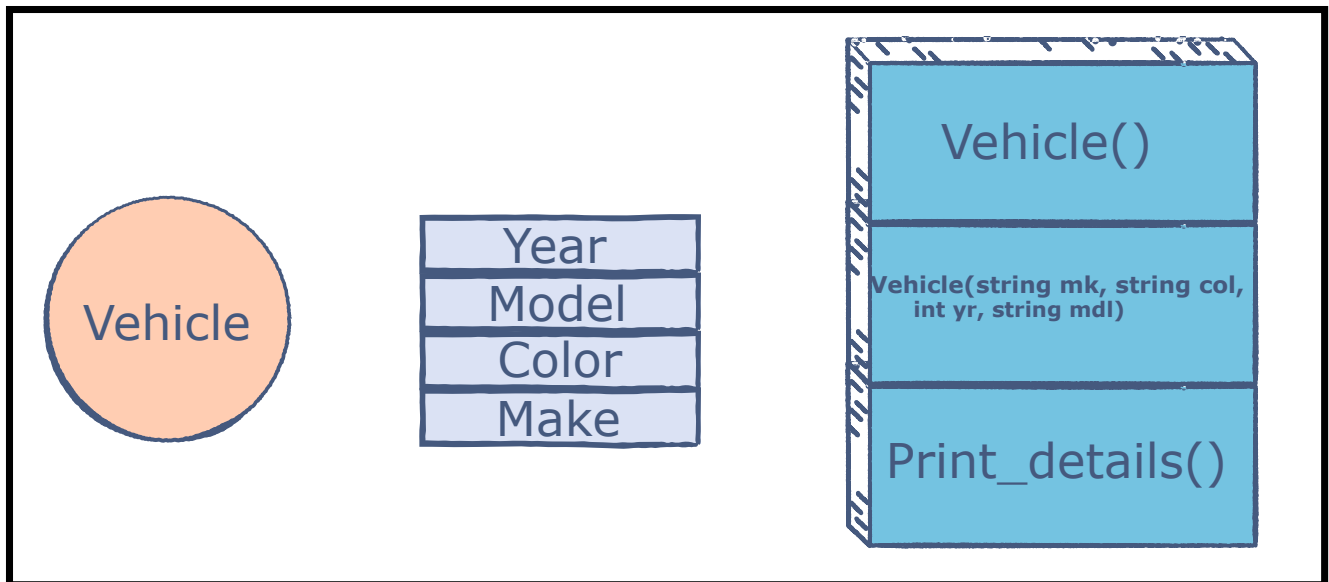 Vehicle
Year
Model
Color
Make
Vehicle()
Vehicle(string mk, string col,
int yr, string mdl)
Print_details()